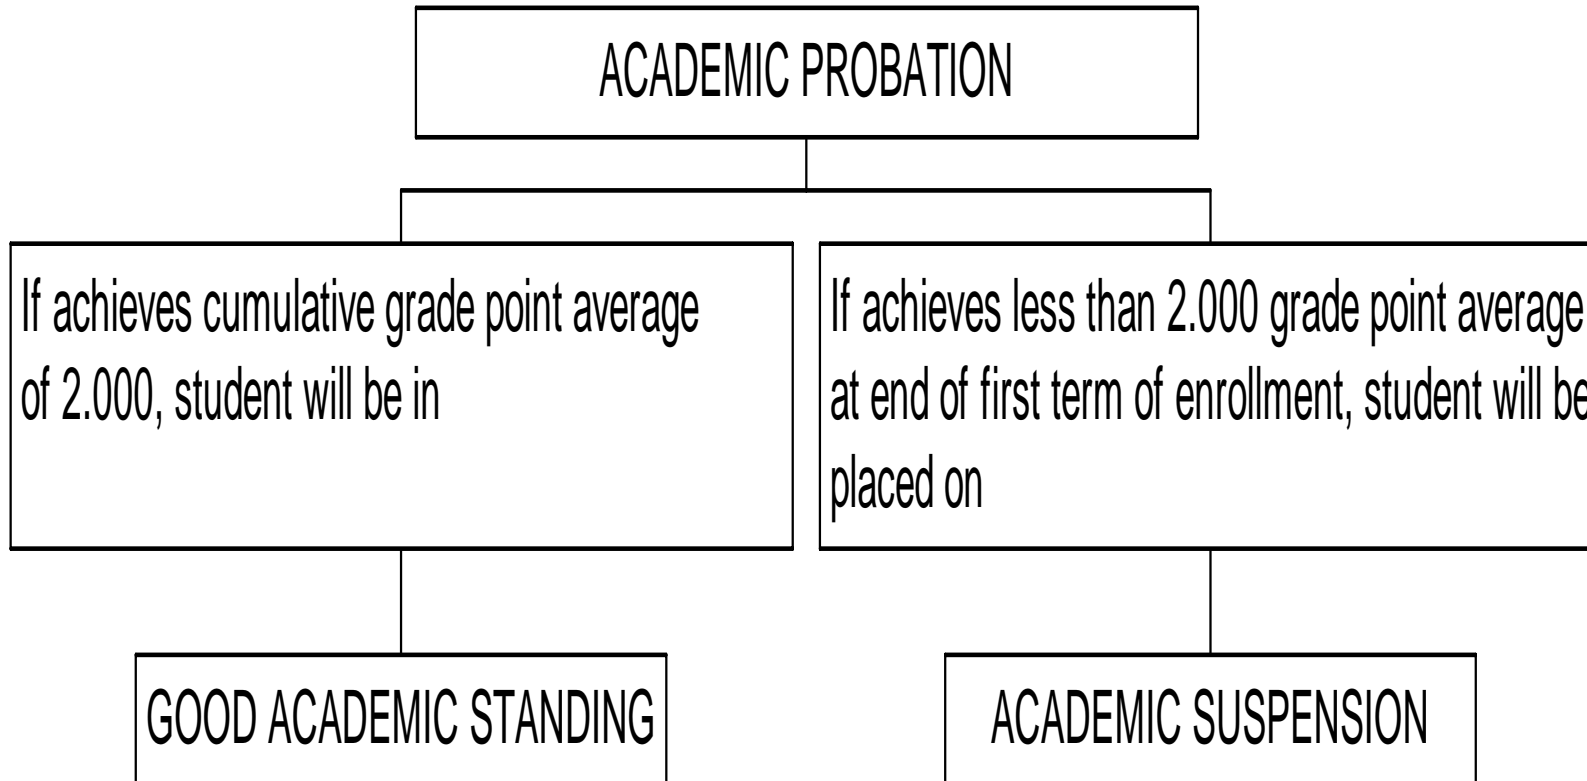 ACADEMIC PROBATION
If achieves cumulative grade point average
of 2.000, student will be in
If achieves less than 2.000 grade point average
at end of first term of enrollment, student will be
placed on
GOOD ACADEMIC STANDING
ACADEMIC SUSPENSION